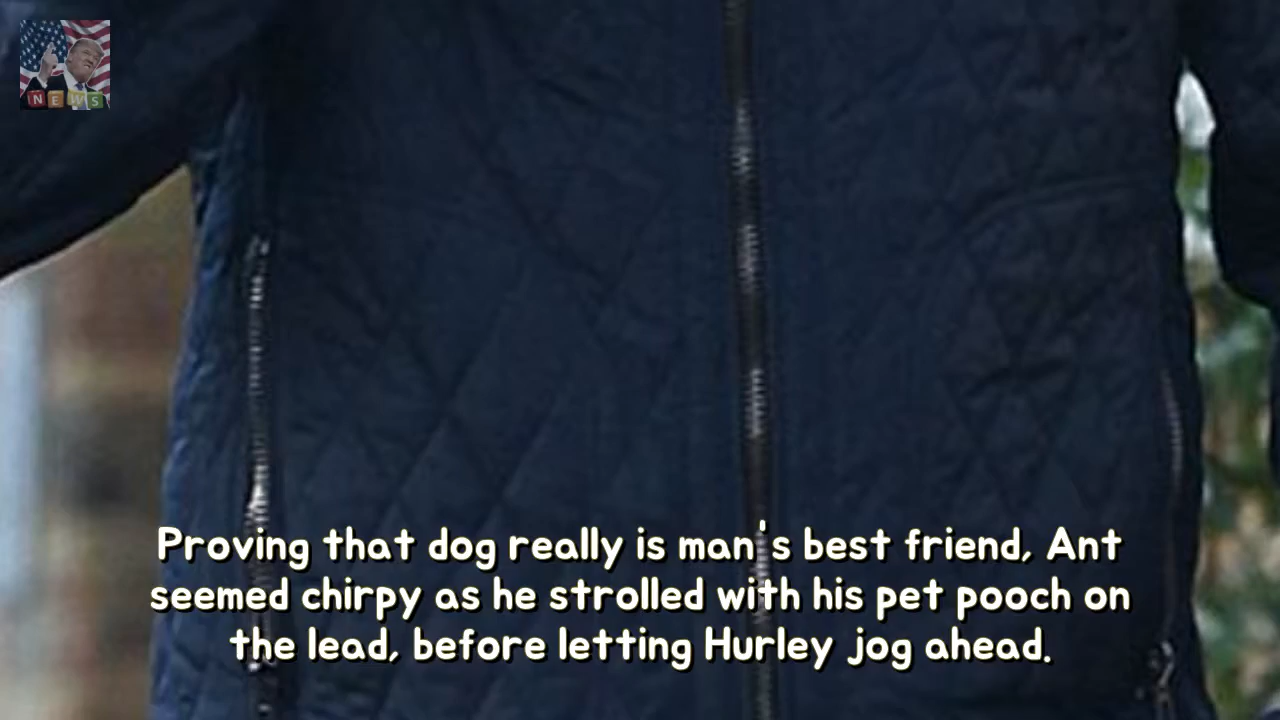 NEWS
Proving that dog really is man's best friend, Ant
seemed chirpy as he strolled with his pet pooch on
the lead, before letting Hurley jog ahead.